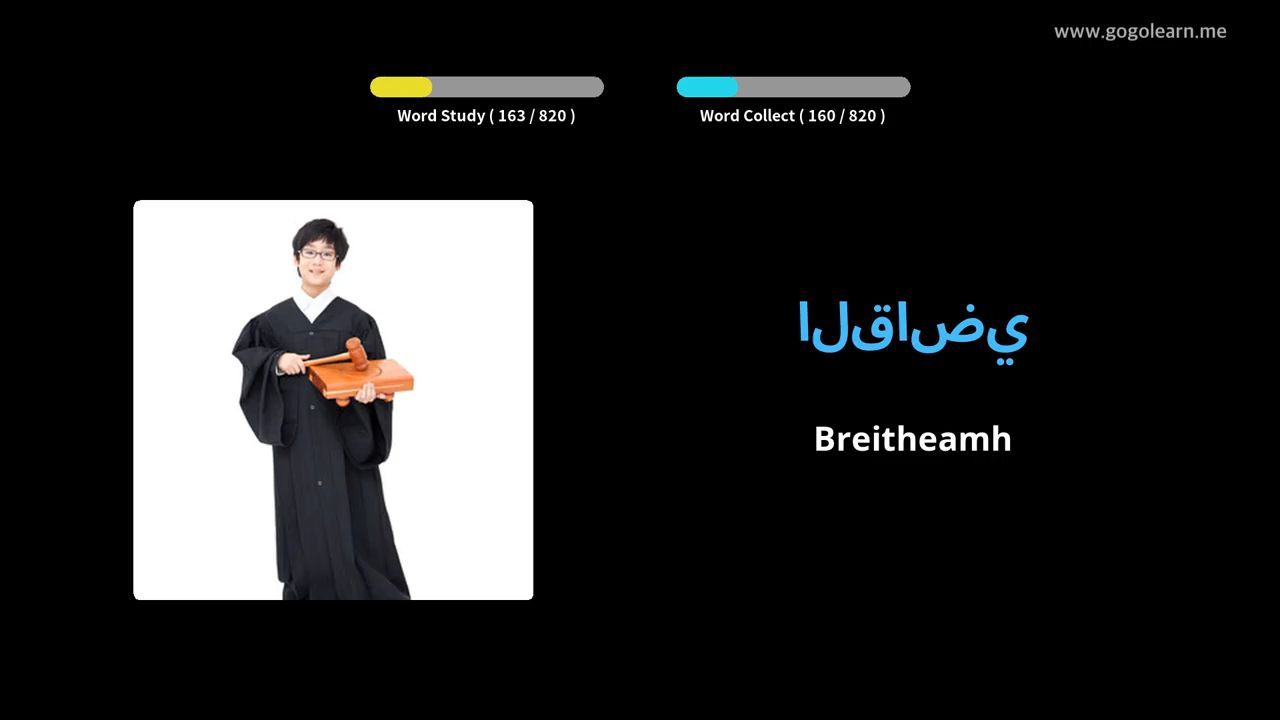 www.gogolearn.me
Word Study ( 163 / 820 )
Word Collect ( 160 / 820 )
القاضي
Breitheamh